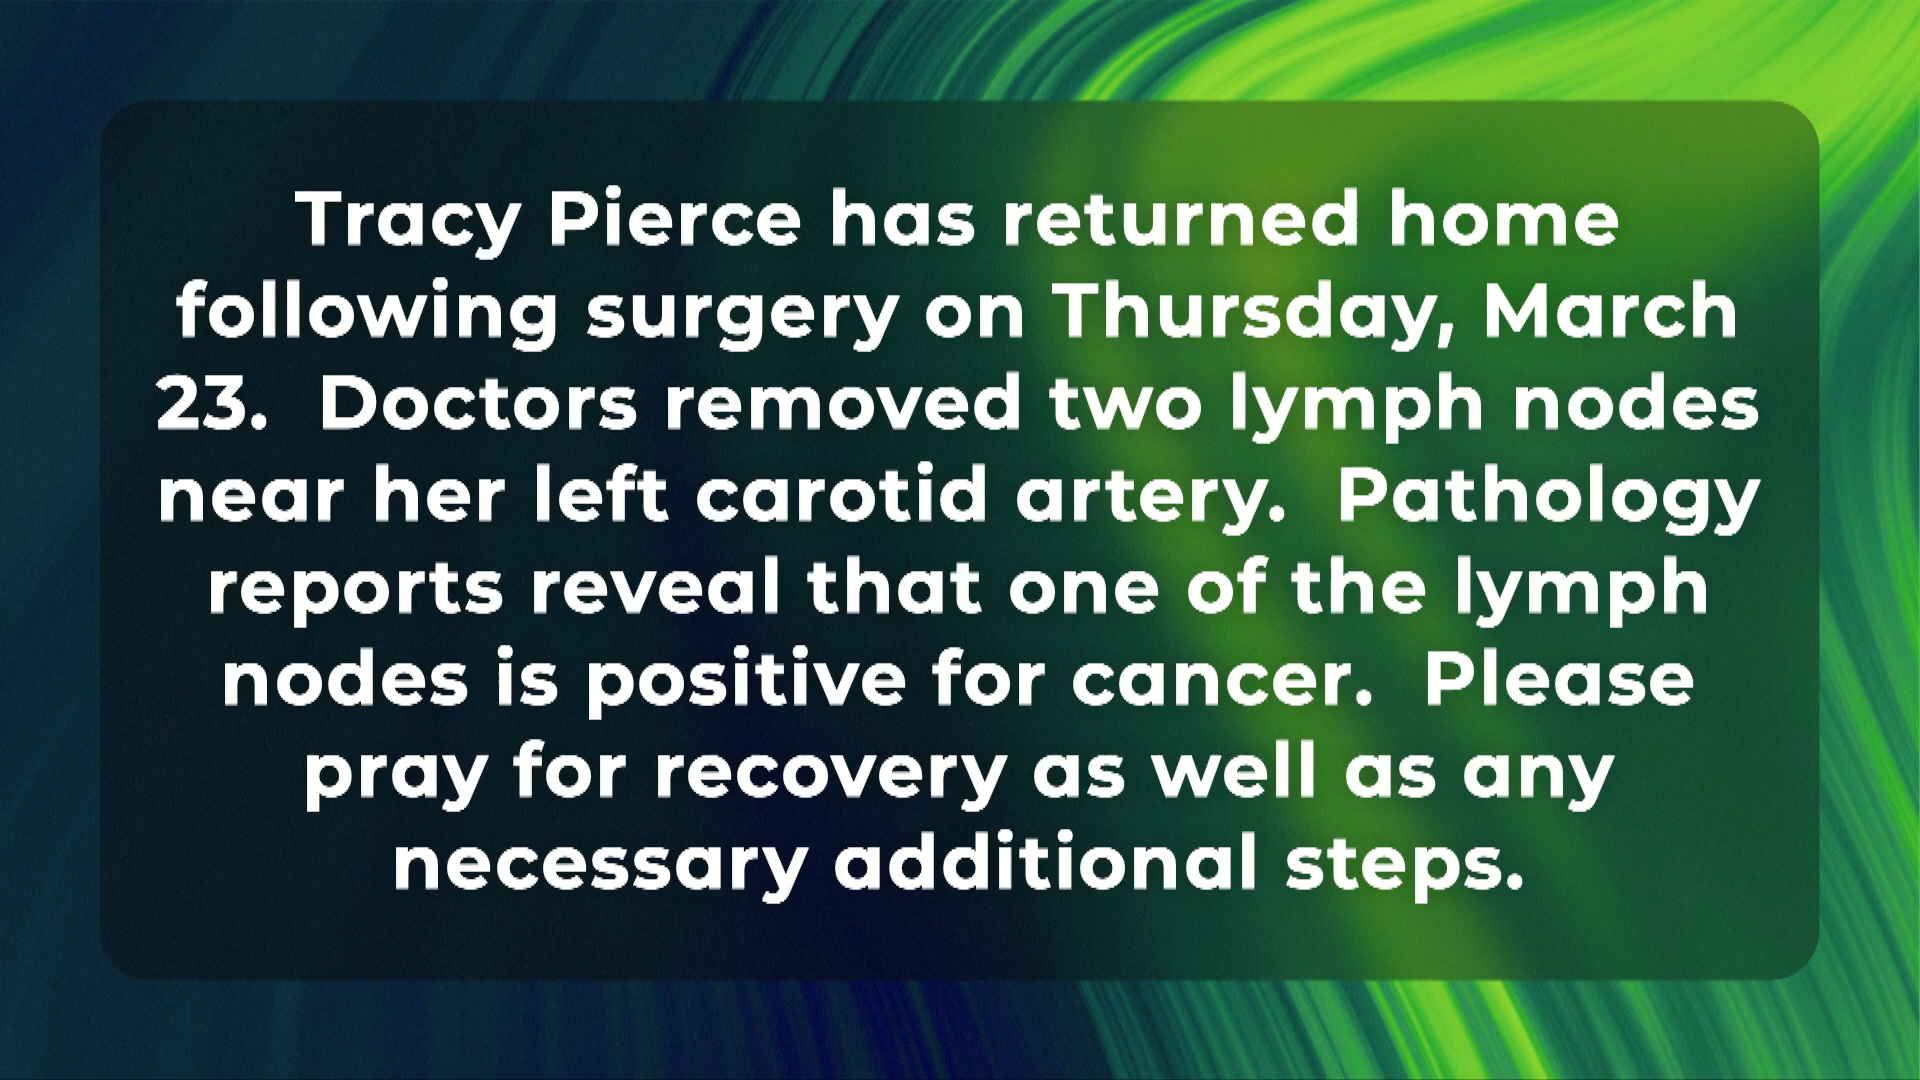 Tracy Pierce has returned home
following surgery on Thursday, March
23.  Doctors removed two lymph nodes
near her left carotid artery.  Pathology
reports reveal that one of the lymph
nodes is positive for cancer.  Please
pray for recovery as well as any
necessary additional steps.